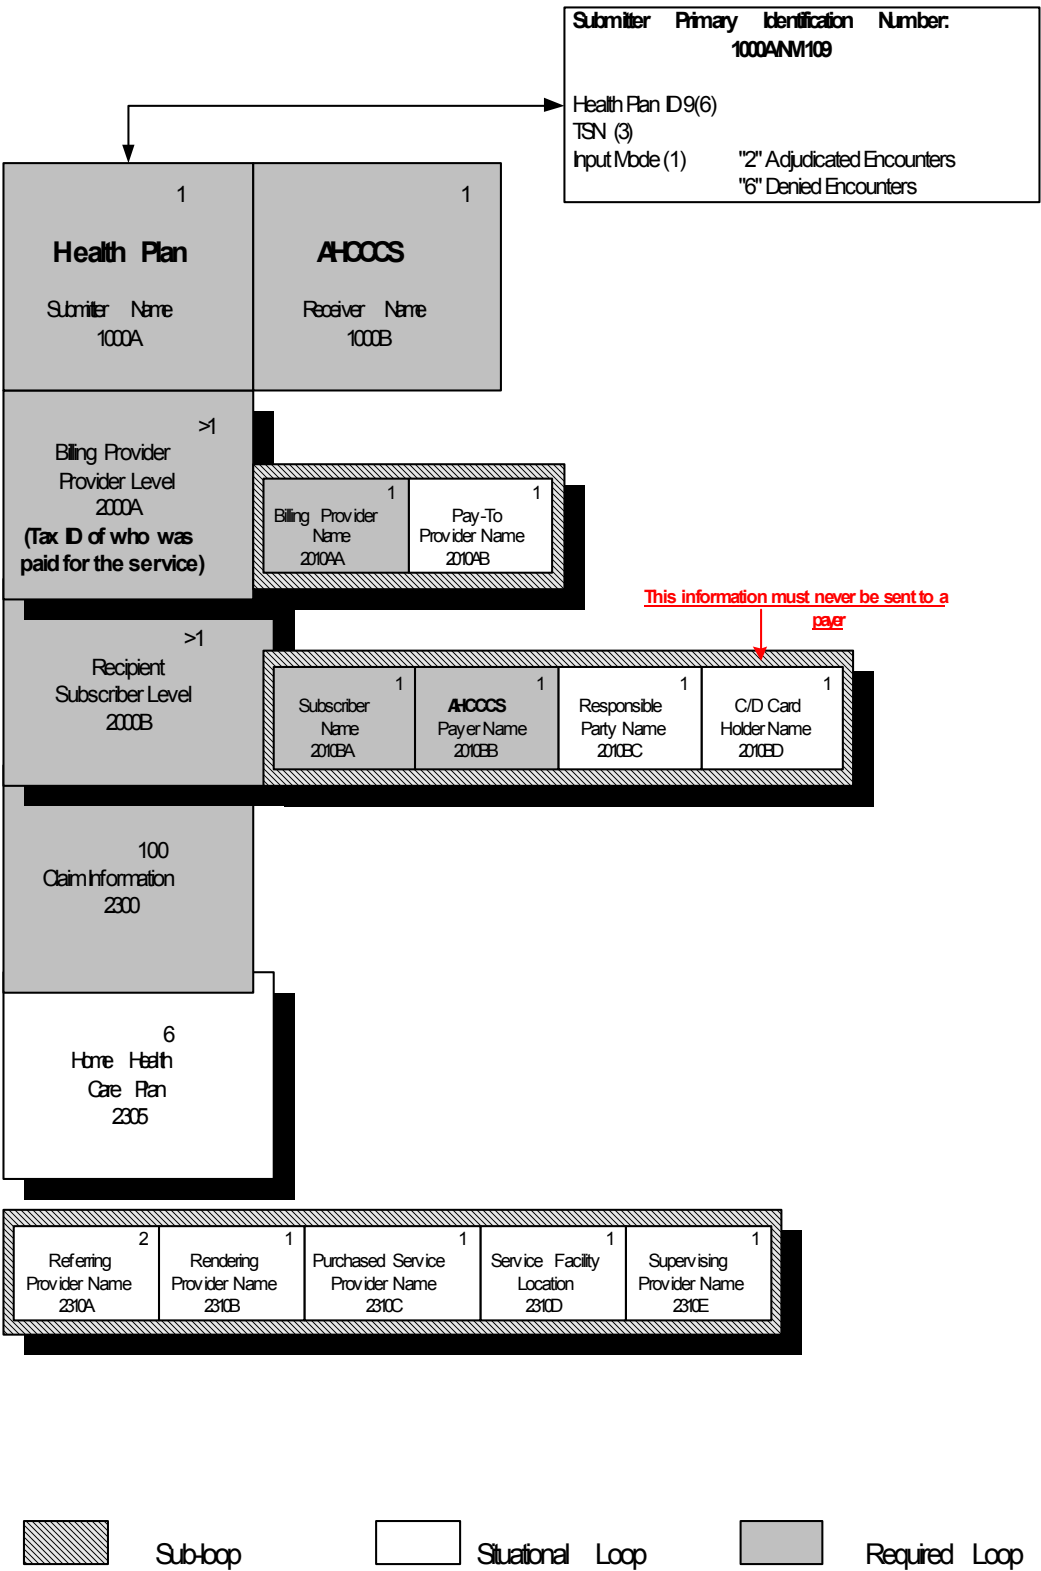 Submitter Primary Identification Number:
1000A/NM109
Health Plan ID 9(6)
TSN (3)
Input Mode (1) "2" Adjudicated Encounters
"6" Denied Encounters
1
Health Plan
Submitter Name
1000A
1
AHCCCS
Receiver Name
1000B
>1
Billing Provider
Provider Level
2000A
(Tax ID of who was
paid for the service)
1
Billing Provider
Name
2010AA
1
Pay-To
Provider Name
2010AB
This information must never be sent to a
payer
>1
Recipient
Subscriber Level
2000B
1
Subscriber
Name
2010BA
1
AHCCCS
Payer Name
2010BB
1
Responsible
Party Name
2010BC
1
C/D Card
Holder Name
2010BD
100
Claim Information
2300
6
Home Health
Care Plan
2305
2
Referring
Provider Name
2310A
1
Rendering
Provider Name
2310B
1
Purchased Service
Provider Name
2310C
1
Service Facility
Location
2310D
1
Supervising
Provider Name
2310E
Sub-loop
Situational Loop
Required Loop